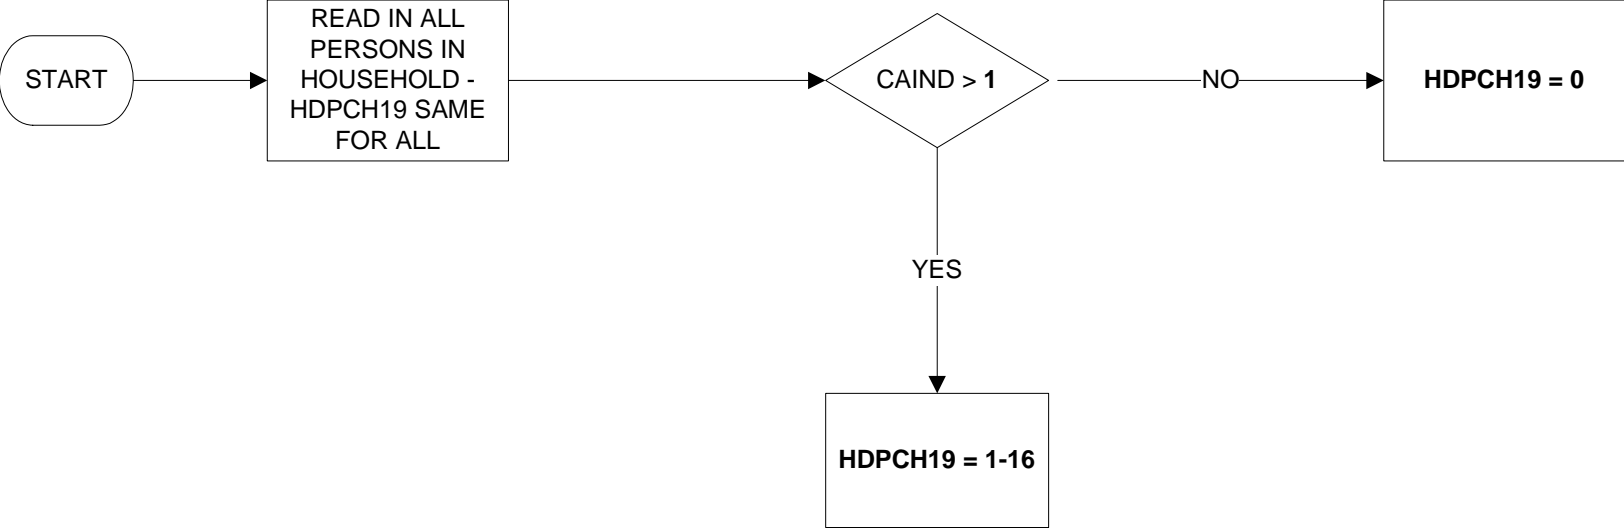 START
READ IN ALL
PERSONS IN
HOUSEHOLD -
HDPCH19 SAME
FOR ALL
CAIND > 1
NO
HDPCH19 = 0
YES
HDPCH19 = 1-16